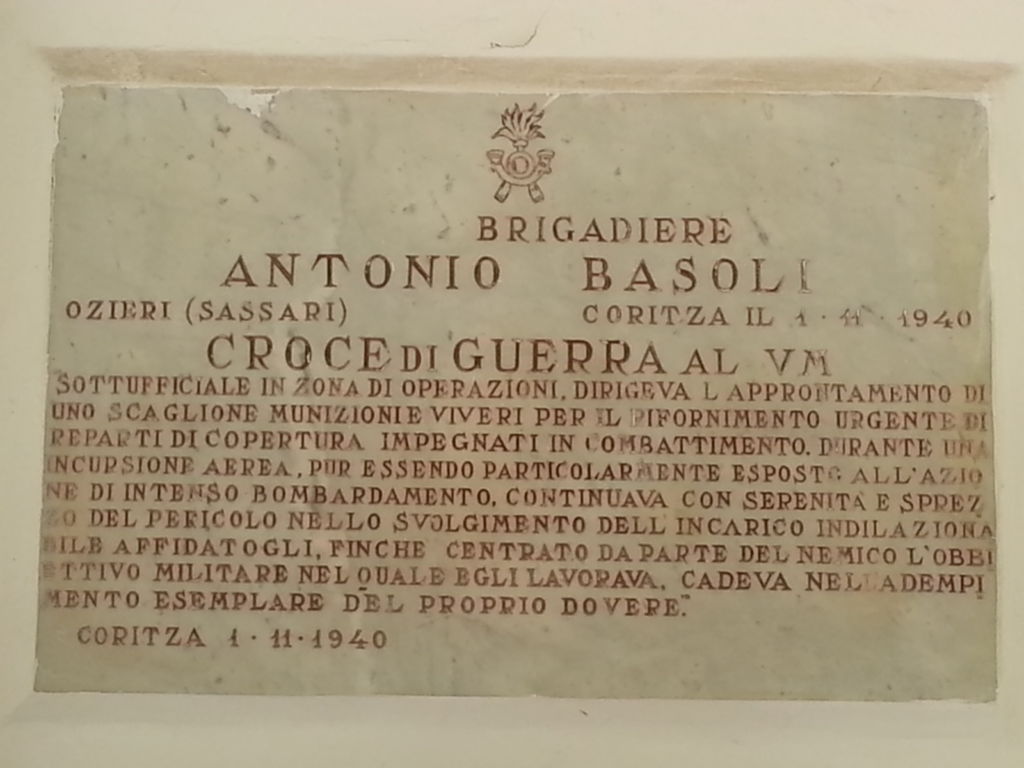 BRIGADIERE
ANTONIO BASOLI
OZIERI (SASSARI) CORITZA IL 1·11·1940
CROCE DI GUERRA AL VM
SOTTUFFICIALE IN ZONA DI OPERAZIONI, DIRIGEVA L APPRONTAMENTO DI
UNO SCAGLIONE MUNIZIONI E VIVERI PER IL RIFORNIMENTO URGENTE DI
REPARTI DI COPERTURA IMPEGNATI IN COMBATTIMENTO. DURANTE UNA
INCURSIONE AEREA, PUR ESSENDO PARTICOLARMENTE ESPOSTO ALL'AZIO
NE DI INTENSO BOMBARDAMENTO, CONTINUAVA CON SERENITA E SPREZ
ZO DEL PERICOLO NELLO SVOLGIMENTO DELL'INCARICO INDILAZIONA
BILE AFFIDATOGLI, FINCHE CENTRATO DA PARTE DEL NEMICO L'OBBI
ETTIVO MILITARE NEL QUALE EGLI LAVORAVA, CADEVA NELL ADEMPI
MENTO ESEMPLARE DEL PROPRIO DOVERE."
CORITZA 1·11·1940